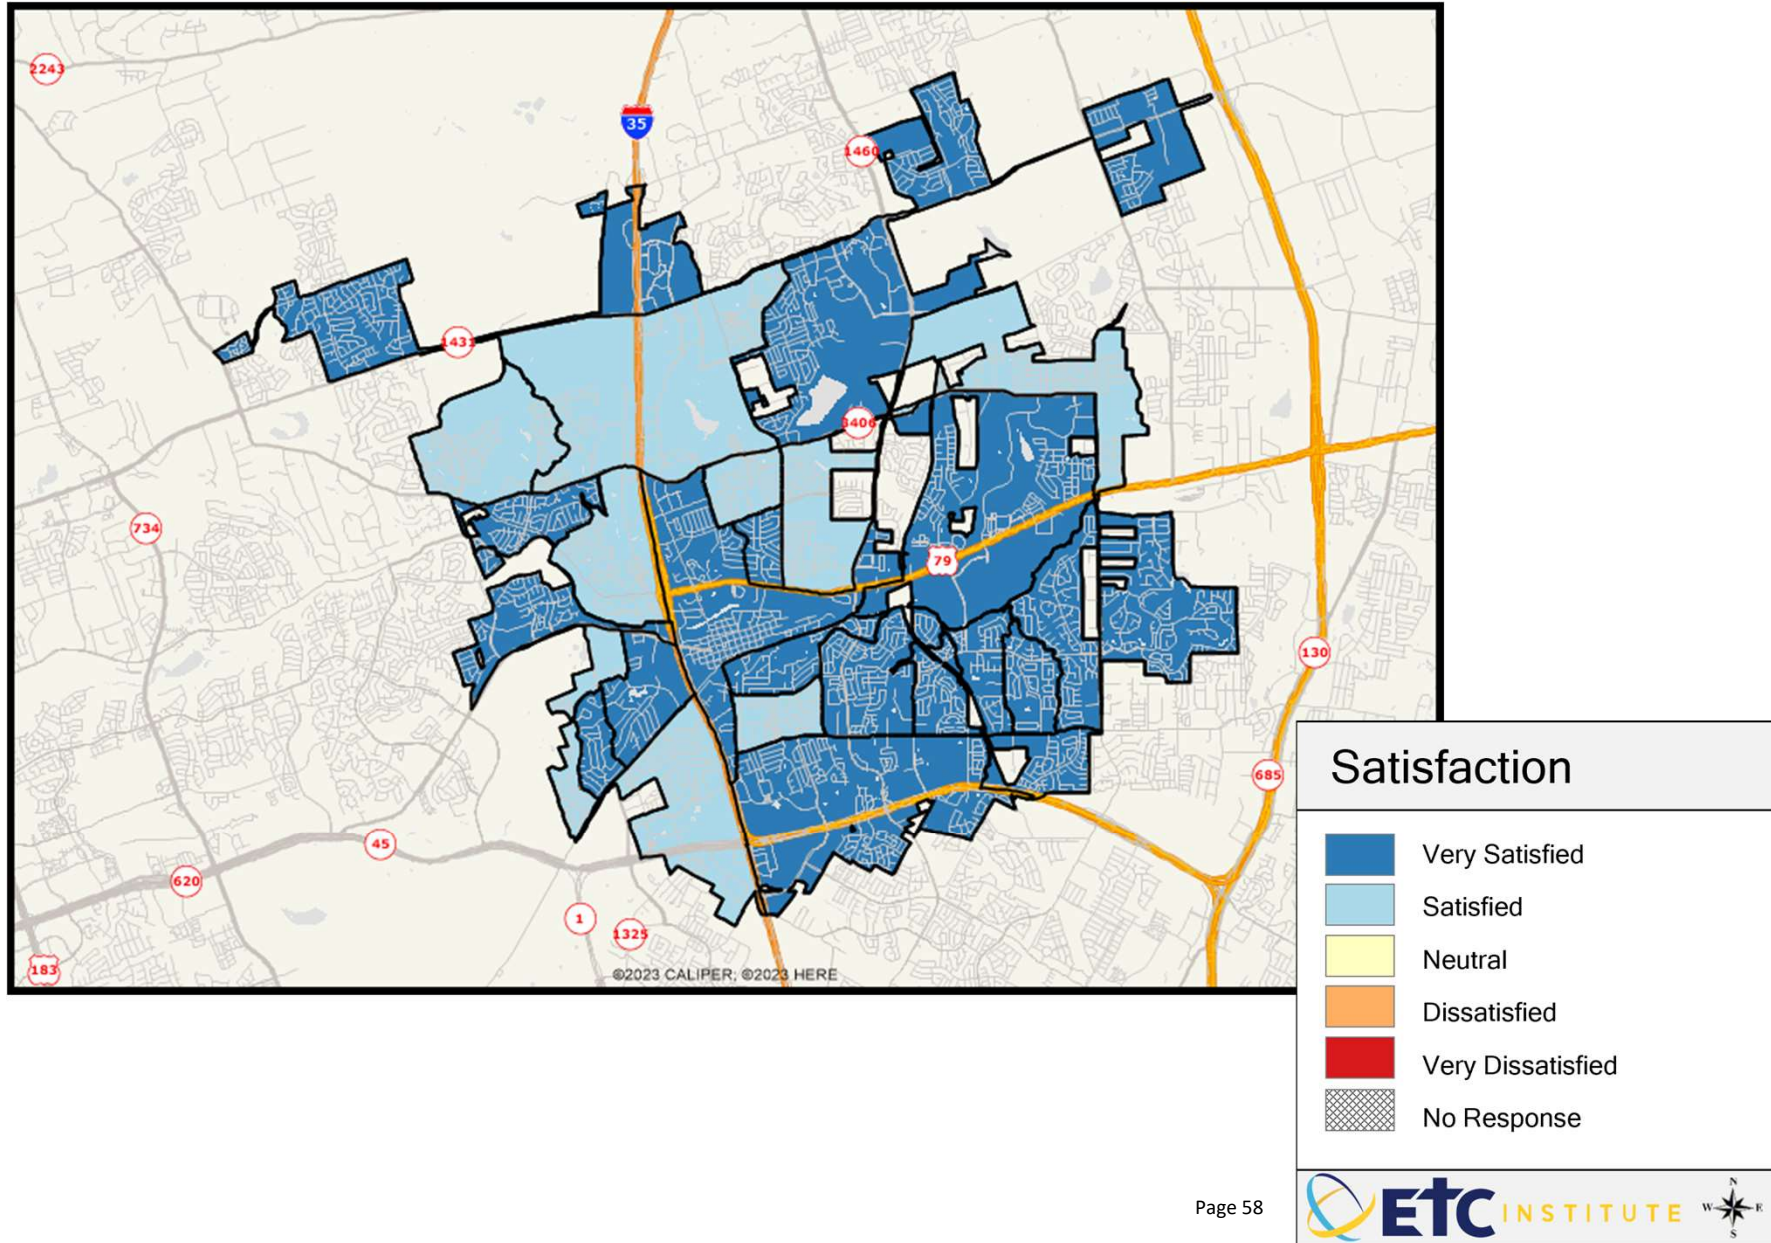 2243
35
1460
1431
3406
734
79
130
685
45
620
1
1325
183
©2023 CALIPER; ©2023 HERE
Satisfaction
Very Satisfied
Satisfied
Neutral
Dissatisfied
Very Dissatisfied
No Response
Page 58
ETC INSTITUTE
N
W E
S